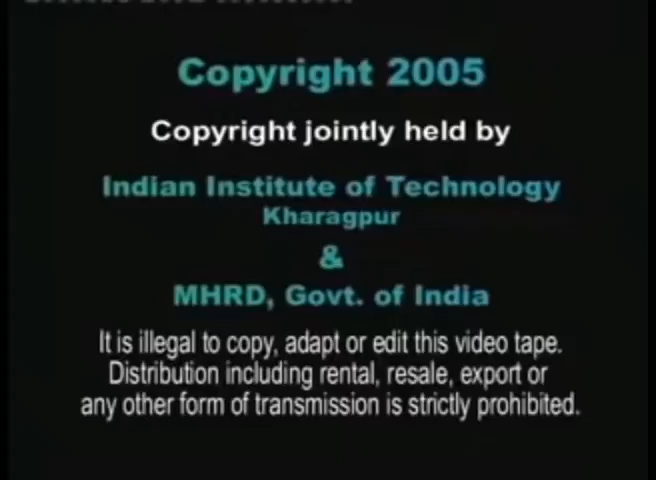 Copyright 2005
Copyright jointly held by
Indian Institute of Technology
Kharagpur
&
MHRD, Govt. of India
It is illegal to copy, adapt or edit this video tape.
Distribution including rental, resale, export or
any other form of transmission is strictly prohibited.